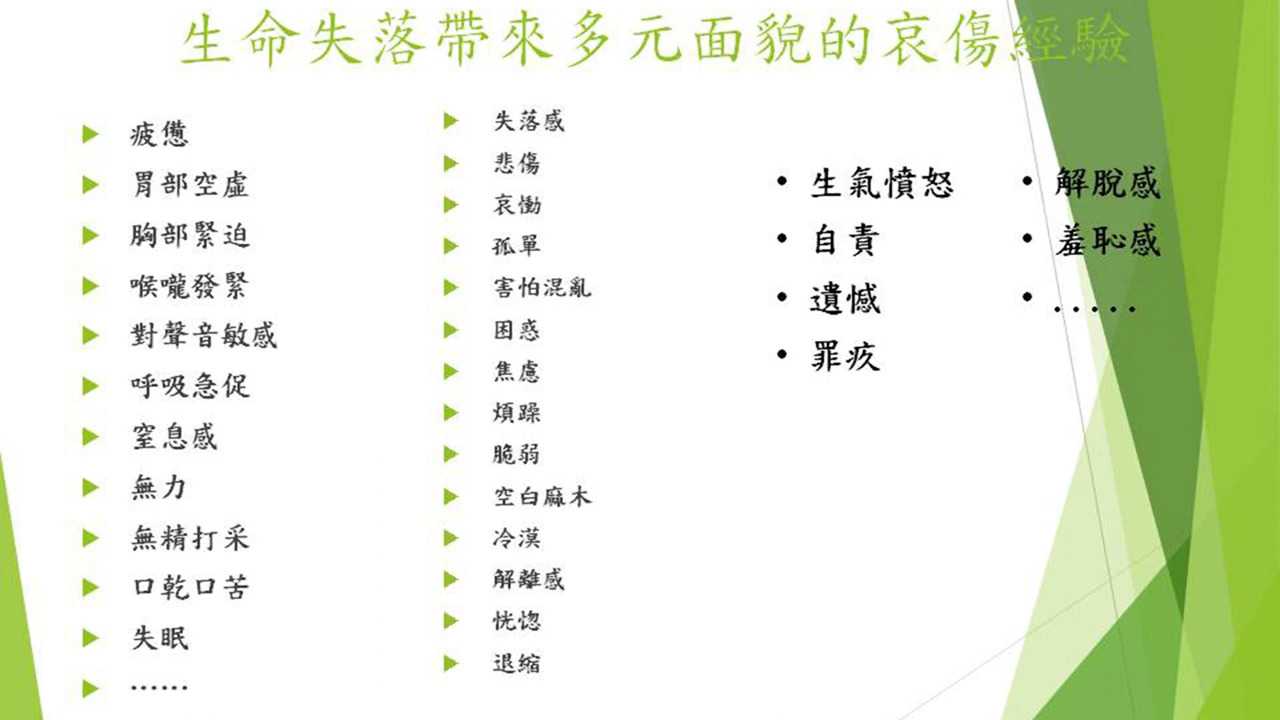 生命失落帶來多元面貌的哀傷經驗
疲憊
胃部空虛
胸部緊迫
喉嚨發緊
對聲音敏感
呼吸急促
窒息感
無力
無精打采
口乾口苦
失眠
……
失落感
悲傷
哀慟
孤單
害怕混亂
困惑
焦慮
煩躁
脆弱
空白麻木
冷漠
解離感
恍惚
退縮
生氣憤怒
自責
遺憾
罪疚
解脫感
羞恥感
.....